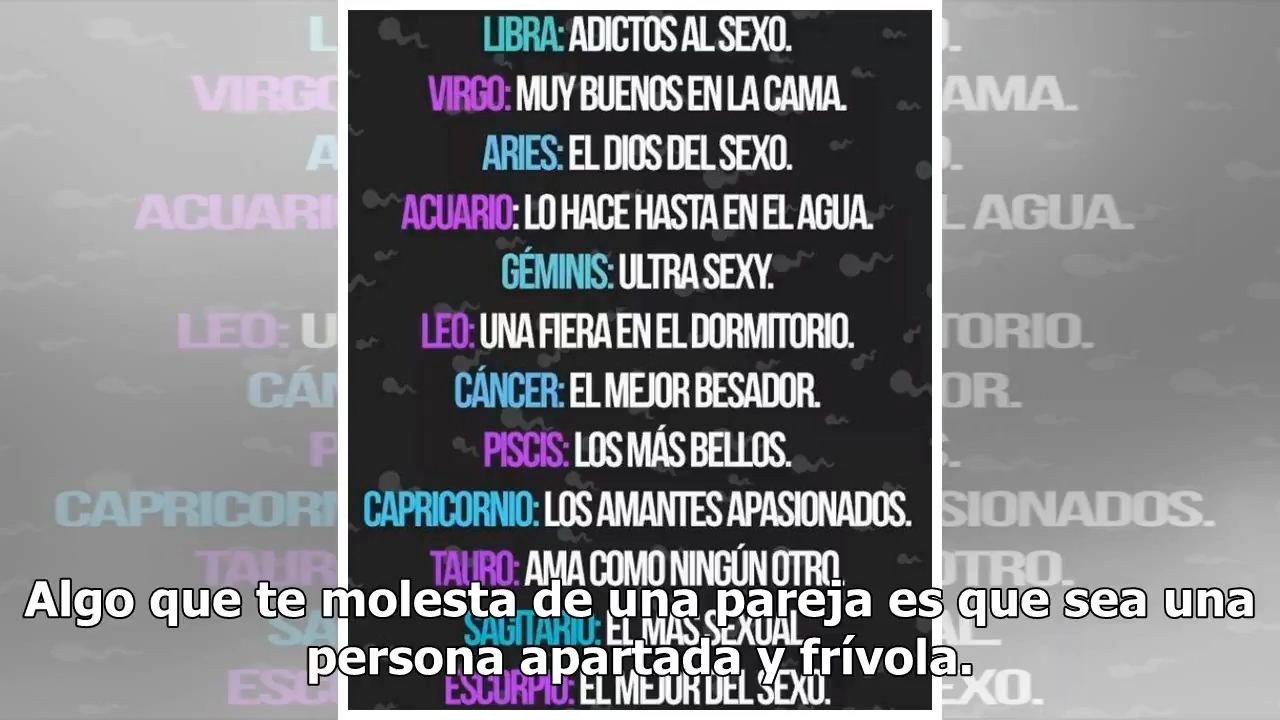 LIBRA: ADICTOS AL SEXO.
VIRGO: MUY BUENOS EN LA CAMA.
ARIES: EL DIOS DEL SEXO.
ACUARIO: LO HACE HASTA EN EL AGUA.
GÉMINIS: ULTRA SEXY.
LEO: UNA FIERA EN EL DORMITORIO.
CÁNCER: EL MEJOR BESADOR.
PISCIS: LOS MÁS BELLOS.
CAPRICORNIO: LOS AMANTES APASIONADOS.
TAURO: AMA COMO NINGÚN OTRO.
SAGITARIO: EL MÁS SEXUAL
ESCORPIO: EL MEJOR DEL SEXO.
Algo que te molesta de una pareja es que sea una
persona apartada y frívola.